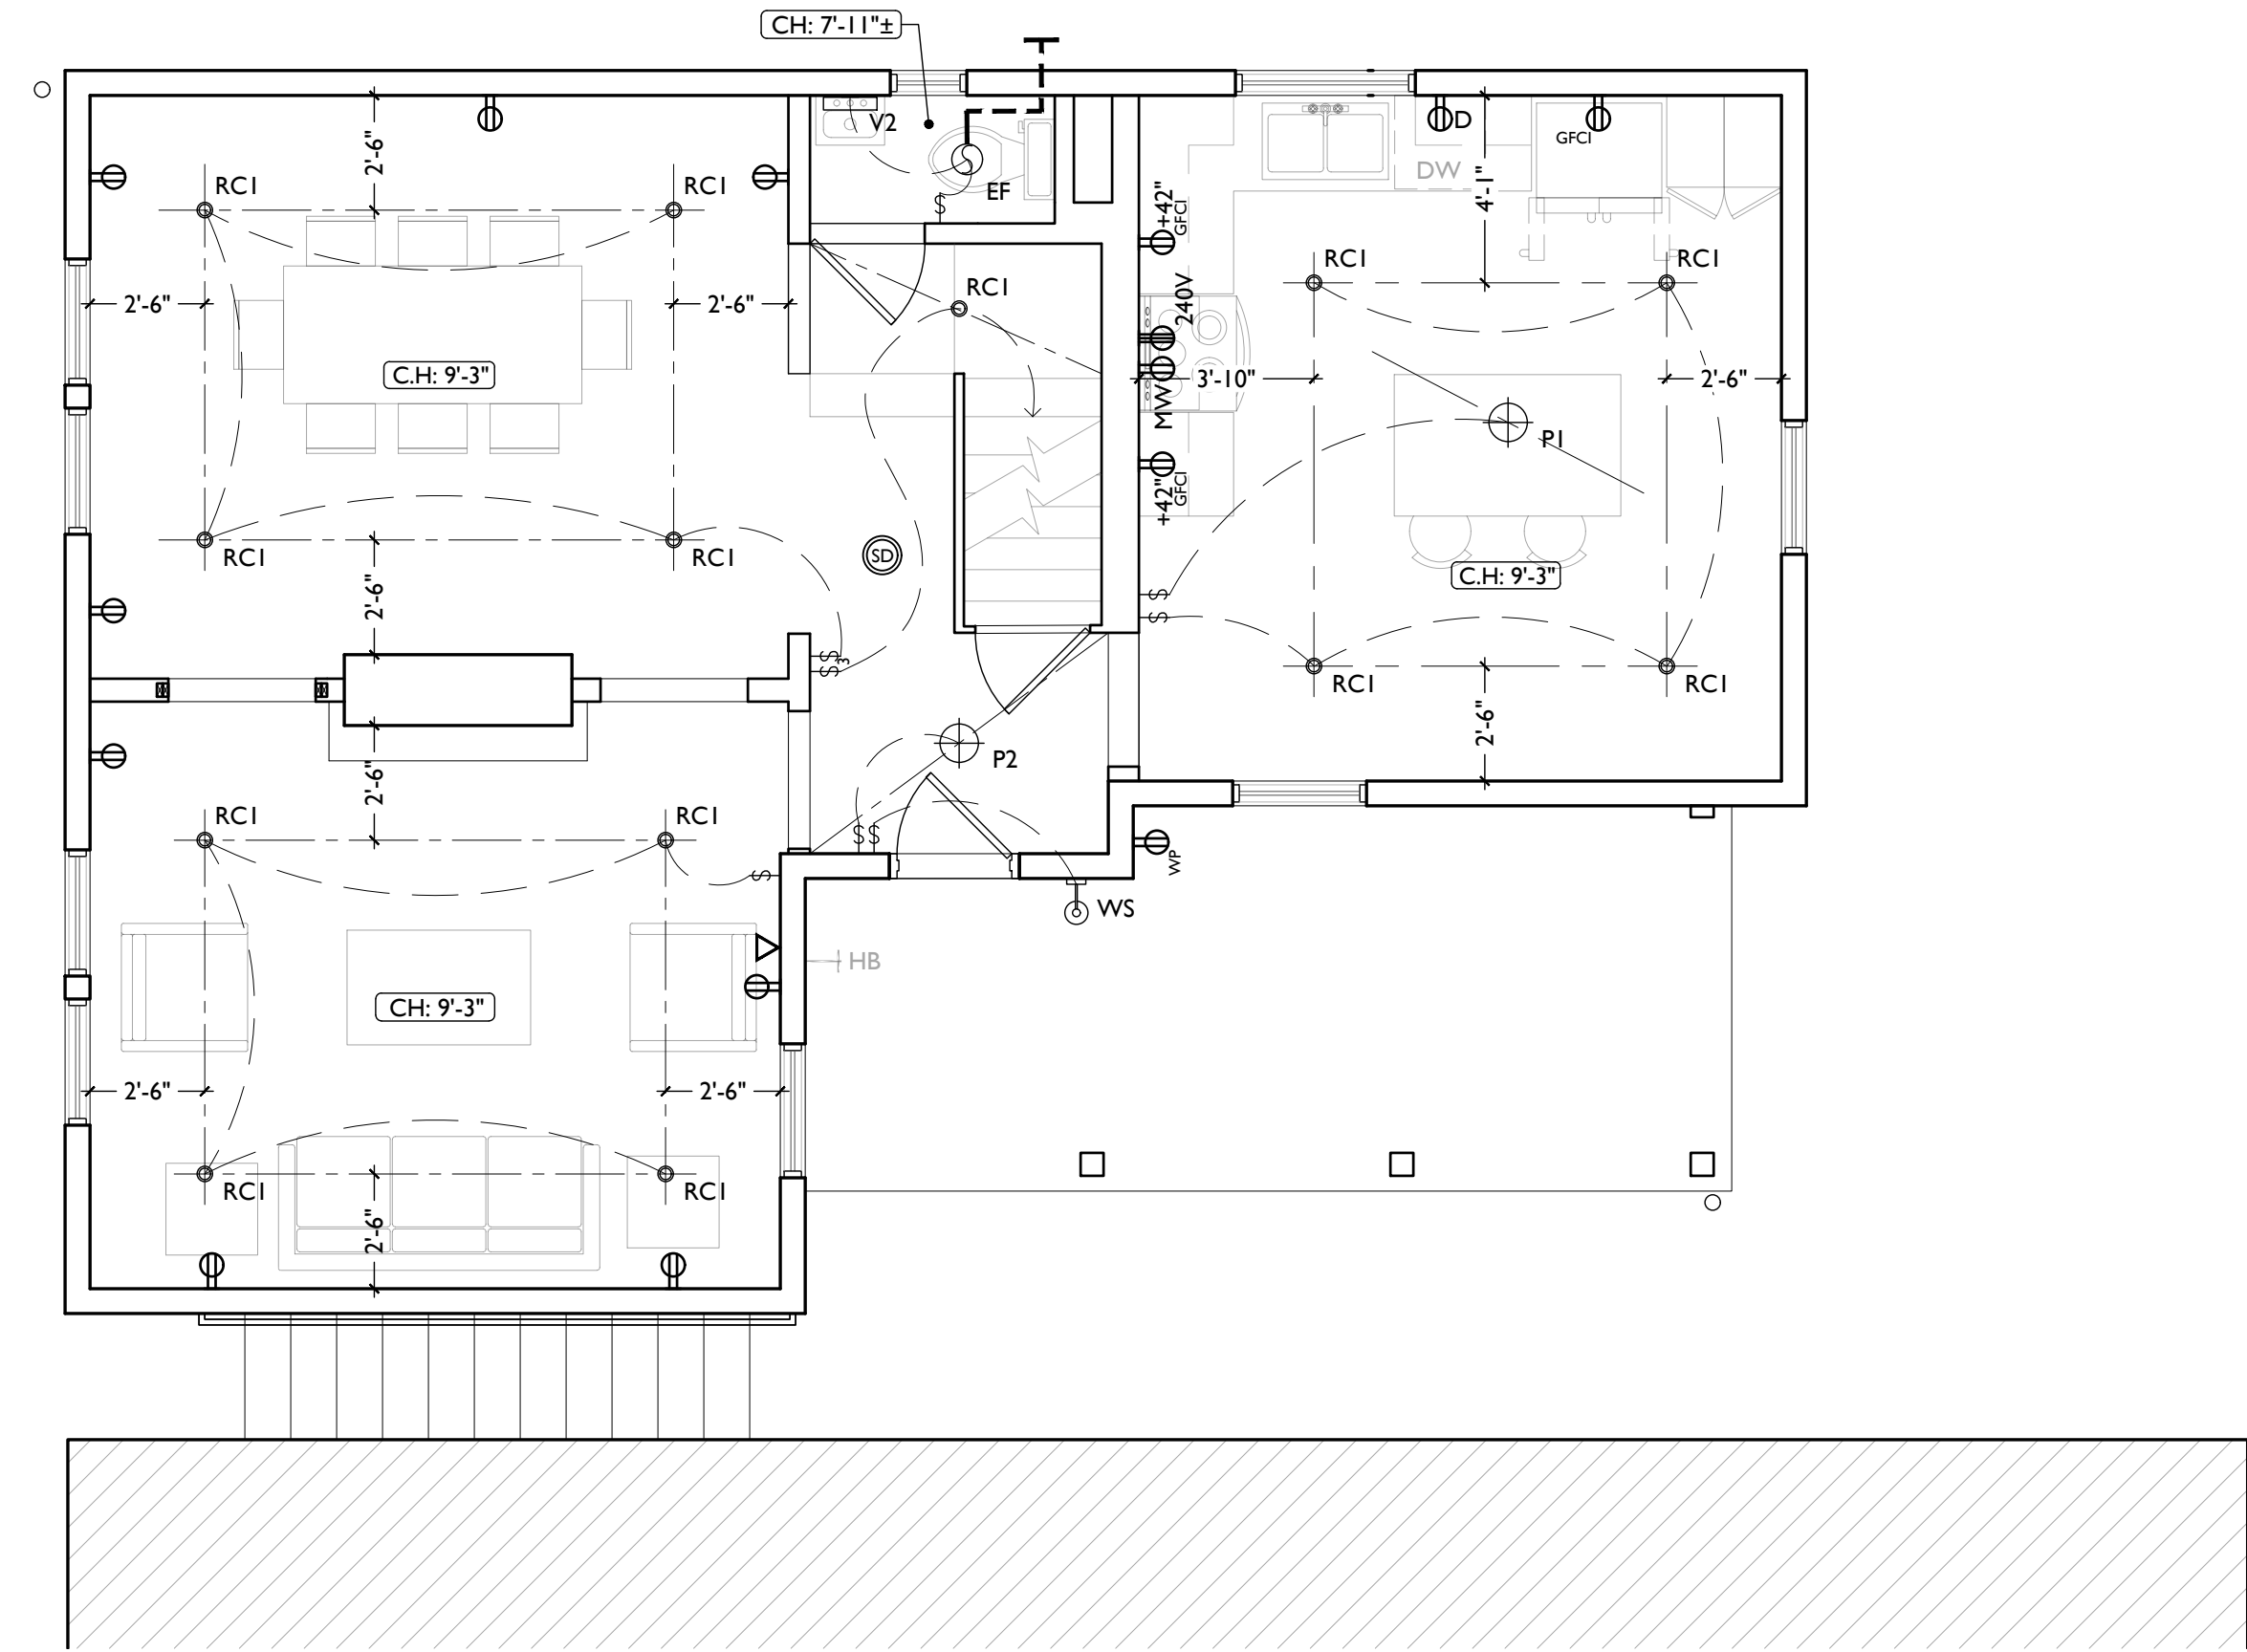 CH: 7'-11"±
V2
EF
S
D
GFCI
DW
2'-6"
RC1
RC1
4'-1"
+42"
GFCI
RC1
RC1
RC1
2'-6"
2'-6"
240V
C.H: 9'-3"
MW
3'-10"
2'-6"
P1
+42"
GFCI
RC1
RC1
SD
2'-6"
C.H: 9'-3"
S
S
S
S
3
RC1
RC1
2'-6"
2'-6"
P2
RC1
RC1
S
S
WP
S
WS
HB
CH: 9'-3"
2'-6"
2'-6"
RC1
RC1
2'-6"